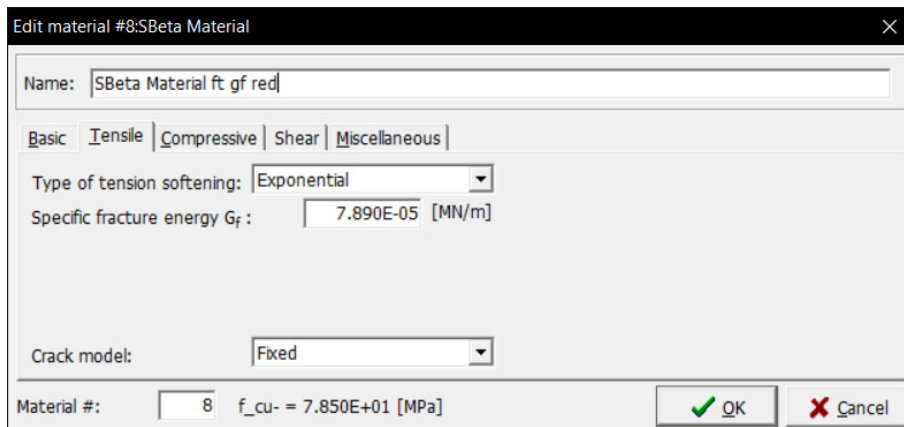 Edit material #8:SBeta Material
Name: SBeta Material ft gf red
Basic Tensile Compressive Shear Miscellaneous
Type of tension softening: Exponential
Specific fracture energy Gf : 7.890E-05 [MN/m]
Crack model: Fixed
Material #: 8 f_cu- = 7.850E+01 [MPa] OK Cancel